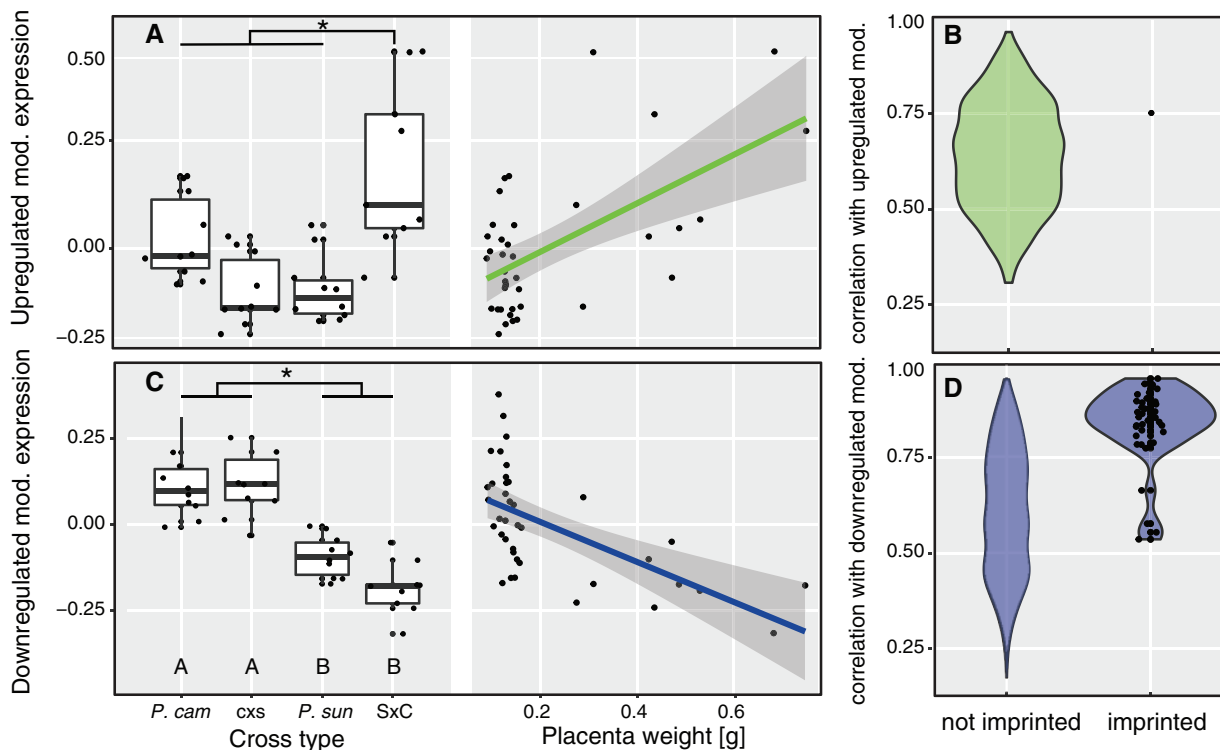 A
*
Upregulated mod. expression
0.50
0.25
0.00
−0.25
B
correlation with upregulated mod.
1.00
0.75
0.50
0.25
C
*
Downregulated mod. expression
0.25
0.00
−0.25
A A B B
P. cam cxs P. sun SxC
Cross type
0.2 0.4 0.6
Placenta weight [g]
D
correlation with downregulated mod.
1.00
0.75
0.50
0.25
not imprinted imprinted